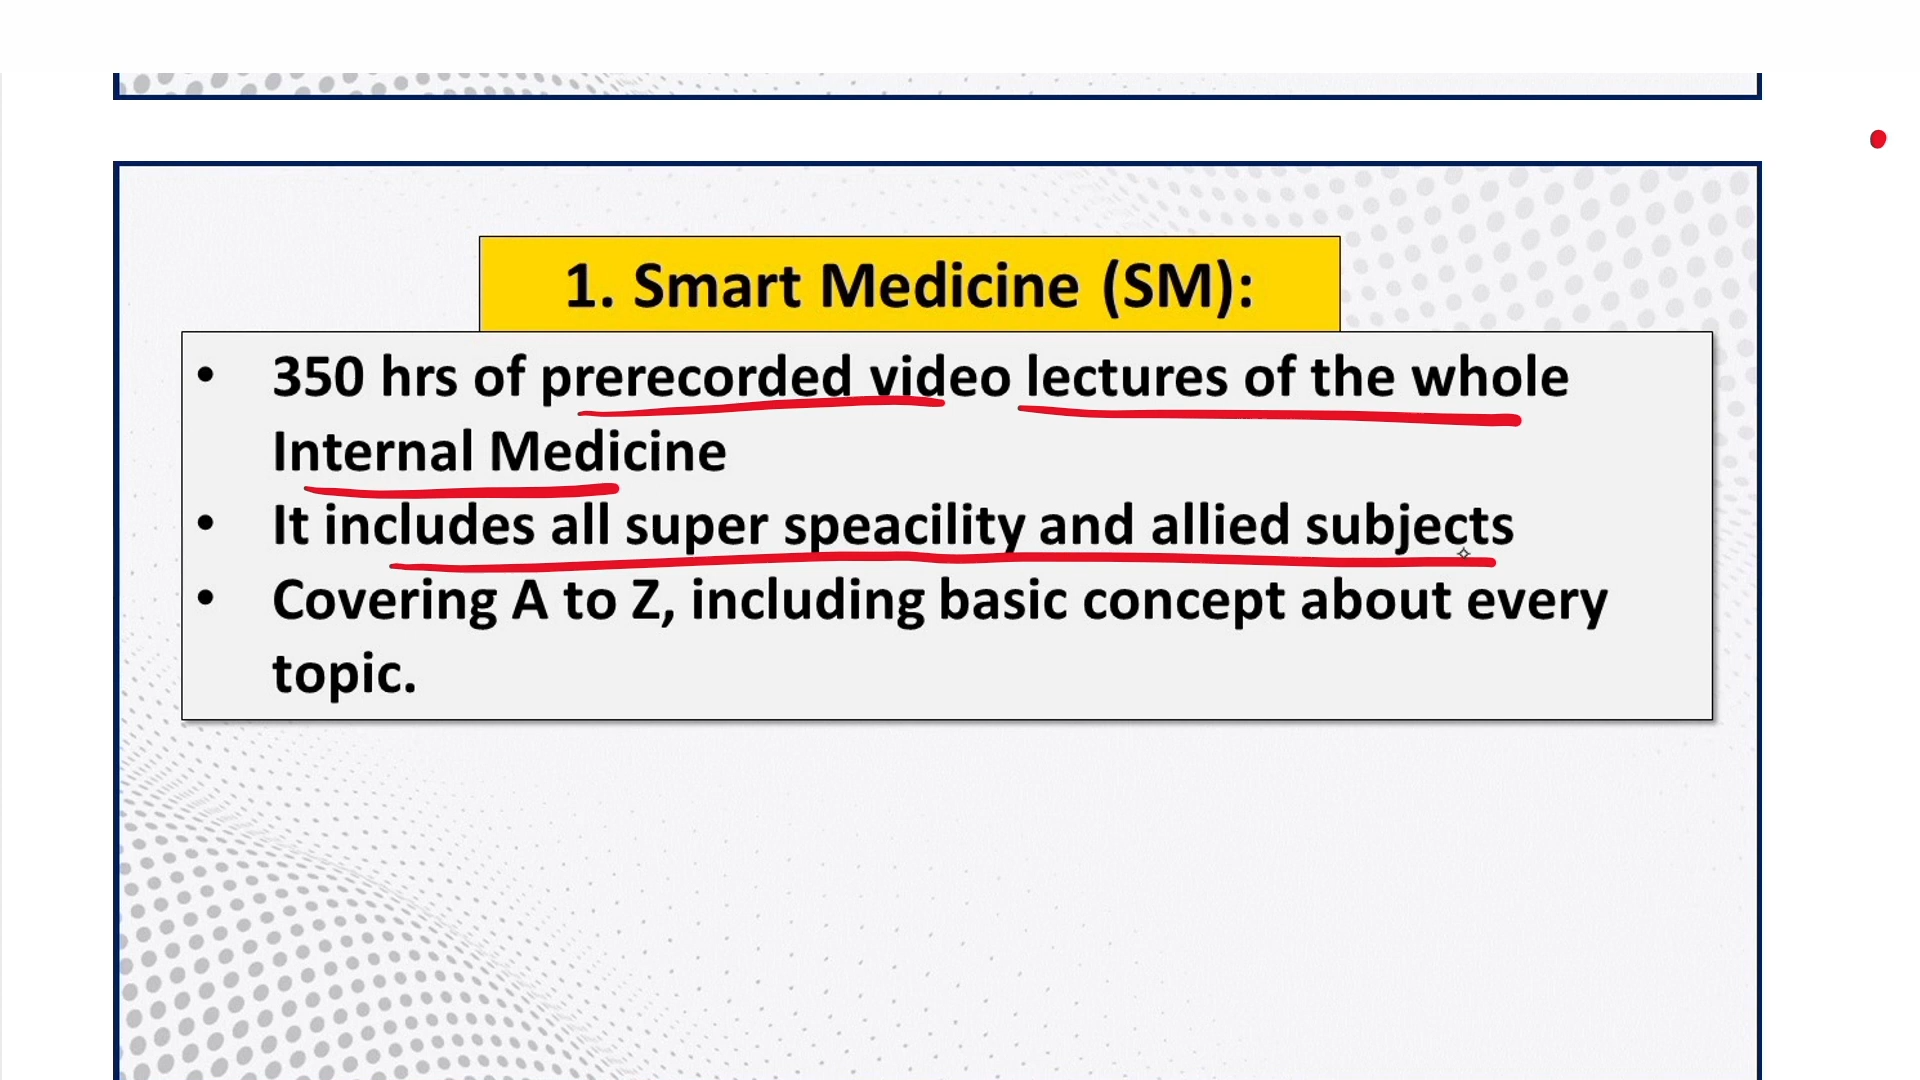 1. Smart Medicine (SM):
• 350 hrs of prerecorded video lectures of the whole
Internal Medicine
• It includes all super speacility and allied subjects
• Covering A to Z, including basic concept about every
topic.